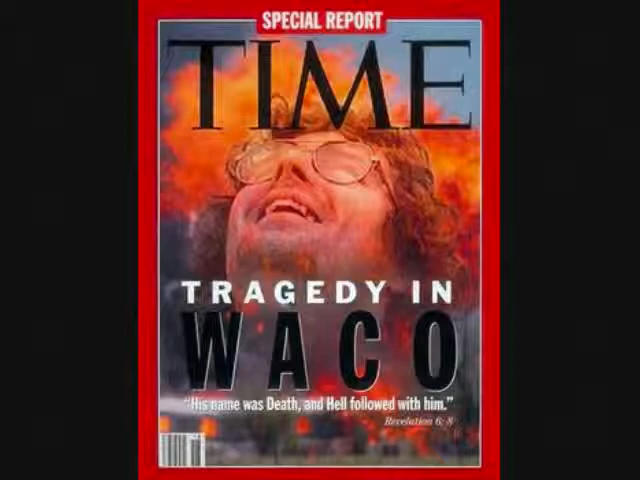 SPECIAL REPORT
TIME
TRAGEDY IN
WACO
“His name was Death, and Hell followed with him.”
Revelation 6: 8